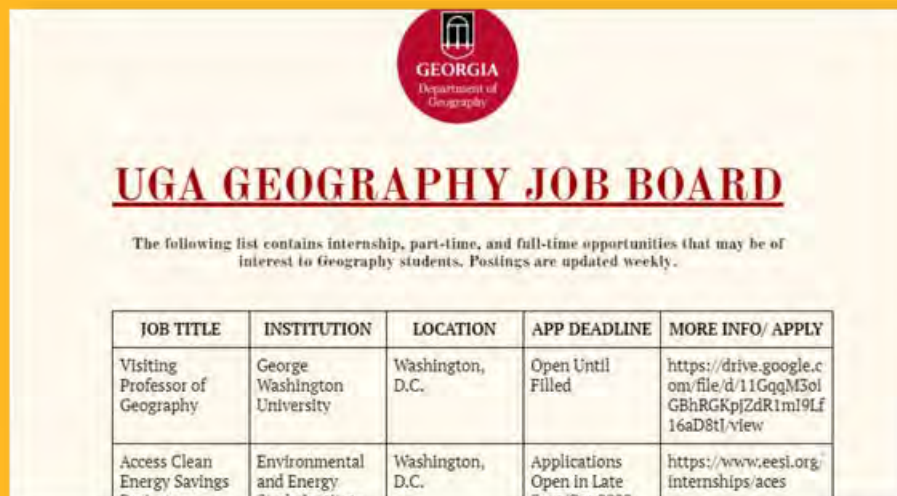 GEORGIA
Department of
Geography
UGA GEOGRAPHY JOB BOARD
The following list contains internship, part-time, and full-time opportunities that may be of
interest to Geography students. Postings are updated weekly.
JOB TITLE INSTITUTION LOCATION APP DEADLINE MORE INFO/ APPLY
Visiting George Washington, Open Until https://drive.google.c
Professor of Washington D.C. Filled om/file/d/11GqqM3ol
Geography University GBhRGKpJZdR1mI9Lf
16aD8tI/view
Access Clean Environmental Washington, Applications https://www.eesi.org/
Energy Savings and Energy D.C. Open in Late internships/aces